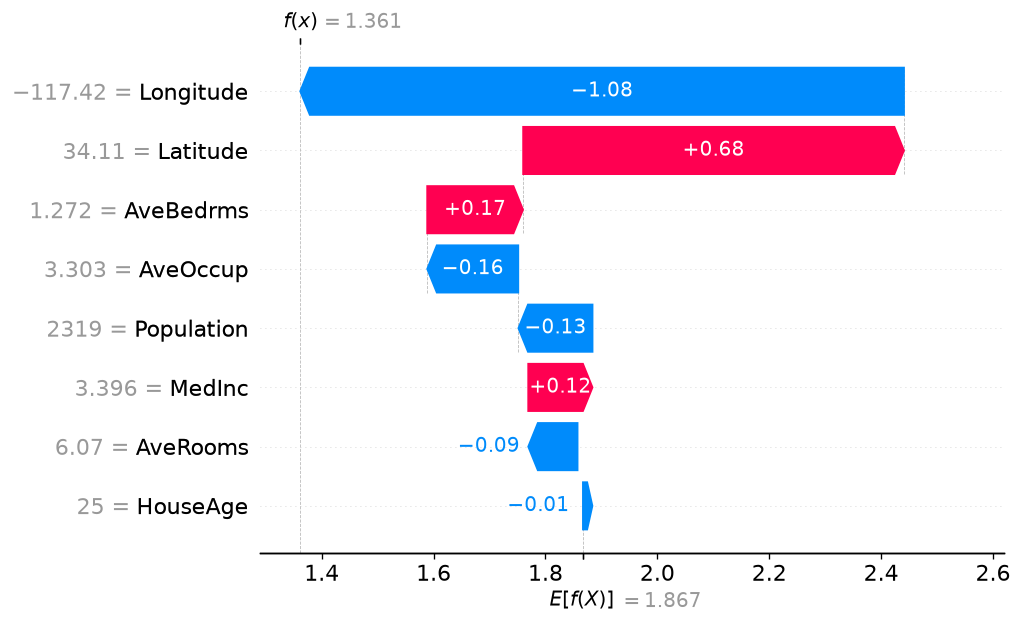 f(x) = 1.361
−117.42 = Longitude −1.08
34.11 = Latitude +0.68
1.272 = AveBedrms +0.17
3.303 = AveOccup −0.16
2319 = Population −0.13
3.396 = MedInc +0.12
6.07 = AveRooms −0.09
25 = HouseAge −0.01
1.4 1.6 1.8 2.0 2.2 2.4 2.6
E[f(X)] = 1.867